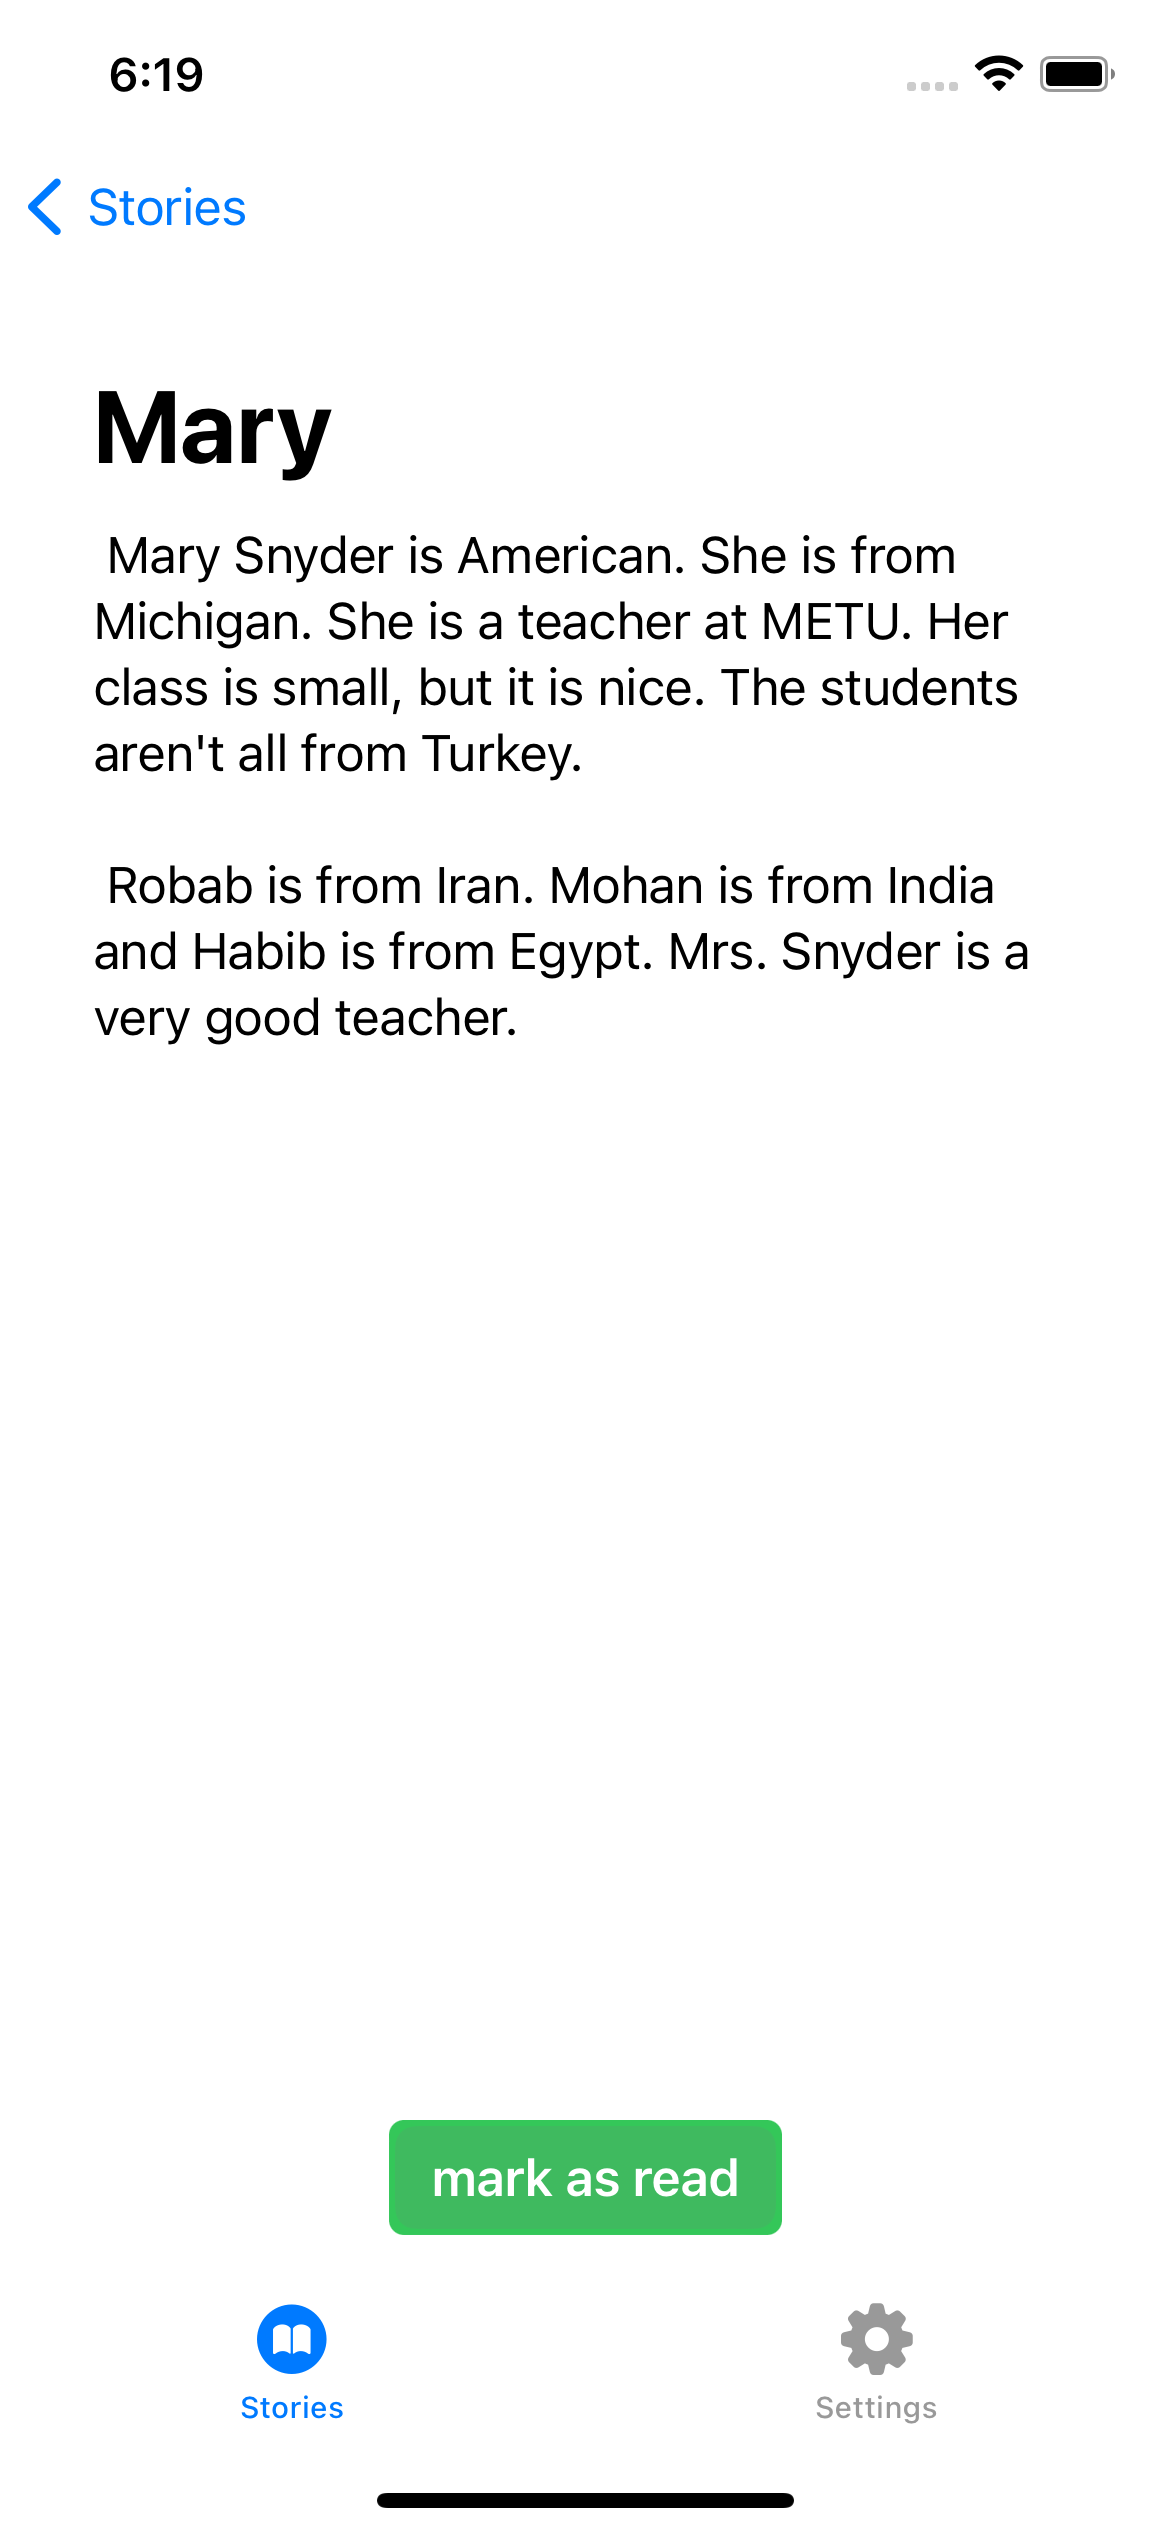 6:19
Stories
Mary
Mary Snyder is American. She is from
Michigan. She is a teacher at METU. Her
class is small, but it is nice. The students
aren't all from Turkey.
Robab is from Iran. Mohan is from India
and Habib is from Egypt. Mrs. Snyder is a
very good teacher.
mark as read
Stories
Settings